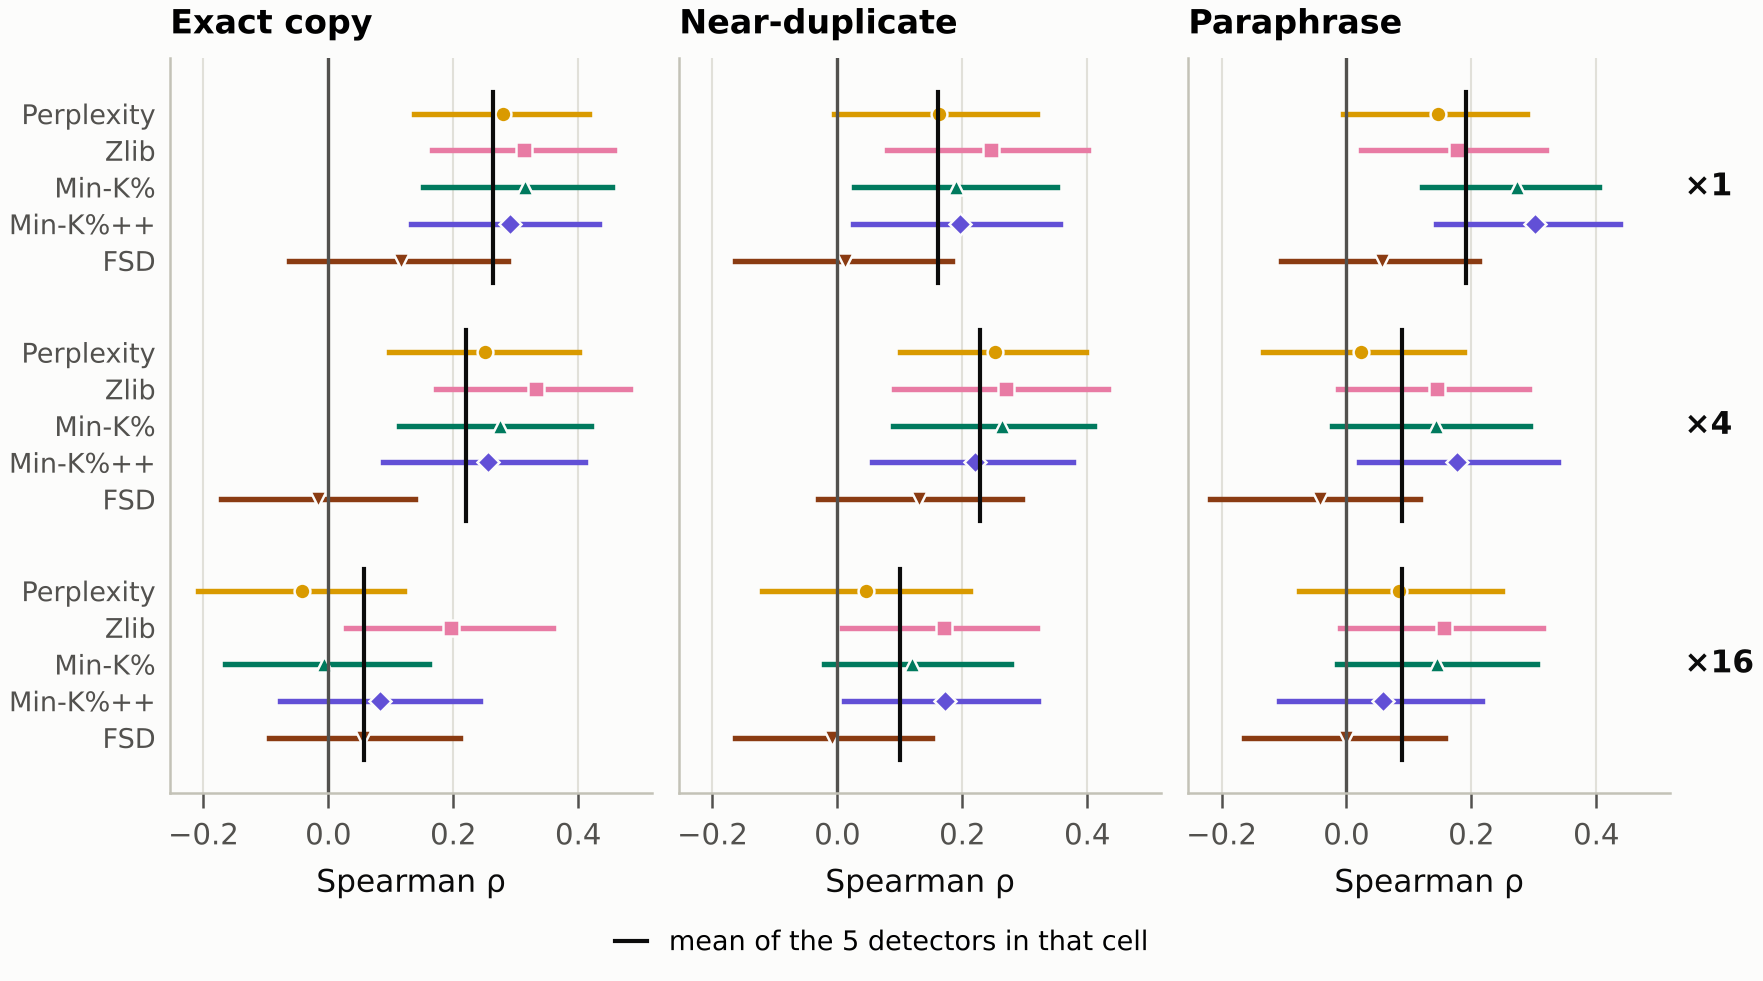 Exact copy Near-duplicate Paraphrase
Perplexity
Zlib
Min-K% ×1
Min-K%++
FSD
Perplexity
Zlib
Min-K% ×4
Min-K%++
FSD
Perplexity
Zlib
Min-K% ×16
Min-K%++
FSD
−0.2 0.0 0.2 0.4 −0.2 0.0 0.2 0.4 −0.2 0.0 0.2 0.4
Spearman ρ Spearman ρ Spearman ρ
mean of the 5 detectors in that cell